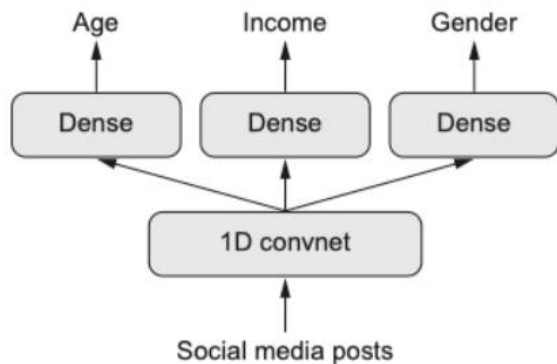 Age Income Gender
Dense Dense Dense
1D convnet
Social media posts